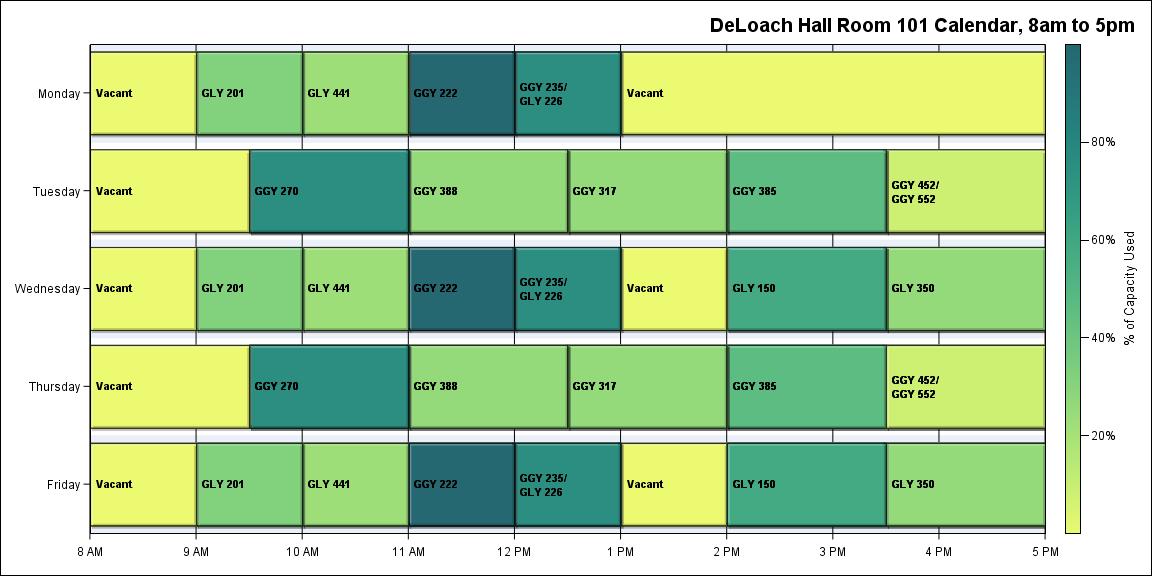 DeLoach Hall Room 101 Calendar, 8am to 5pm
Monday
Vacant
GLY 201
GLY 441
GGY 222
GGY 235/
GLY 226
Vacant
Tuesday
Vacant
GGY 270
GGY 388
GGY 317
GGY 385
GGY 452/
GGY 552
Wednesday
Vacant
GLY 201
GLY 441
GGY 222
GGY 235/
GLY 226
Vacant
GLY 150
GLY 350
Thursday
Vacant
GGY 270
GGY 388
GGY 317
GGY 385
GGY 452/
GGY 552
Friday
Vacant
GLY 201
GLY 441
GGY 222
GGY 235/
GLY 226
Vacant
GLY 150
GLY 350
8 AM
9 AM
10 AM
11 AM
12 PM
1 PM
2 PM
3 PM
4 PM
5 PM
80%
60%
40%
20%
% of Capacity Used